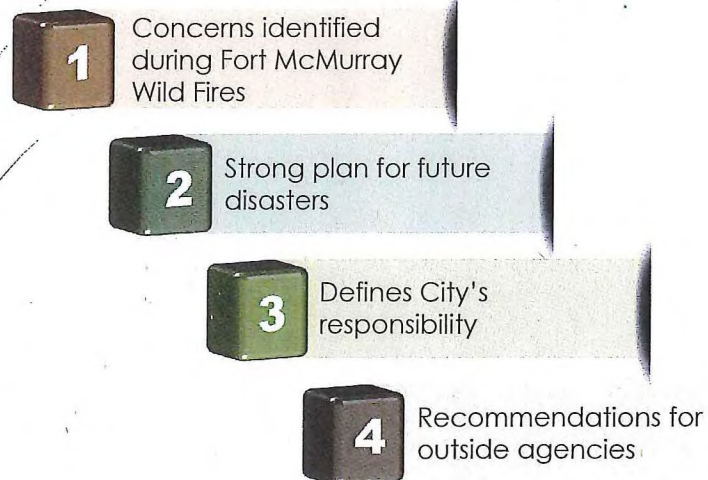 1
Concerns identified
during Fort McMurray
Wild Fires
2
Strong plan for future
disasters
3
Defines City's
responsibility
4
Recommendations for
outside agencies